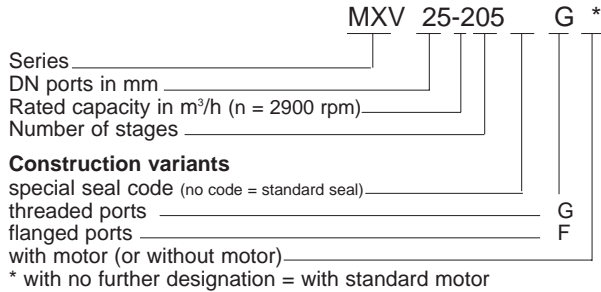 MXV 25-205 G *
Series
DN ports in mm
Rated capacity in m³/h (n = 2900 rpm)
Number of stages
Construction variants
special seal code (no code = standard seal)
threaded ports G
flanged ports F
with motor (or without motor)
* with no further designation = with standard motor